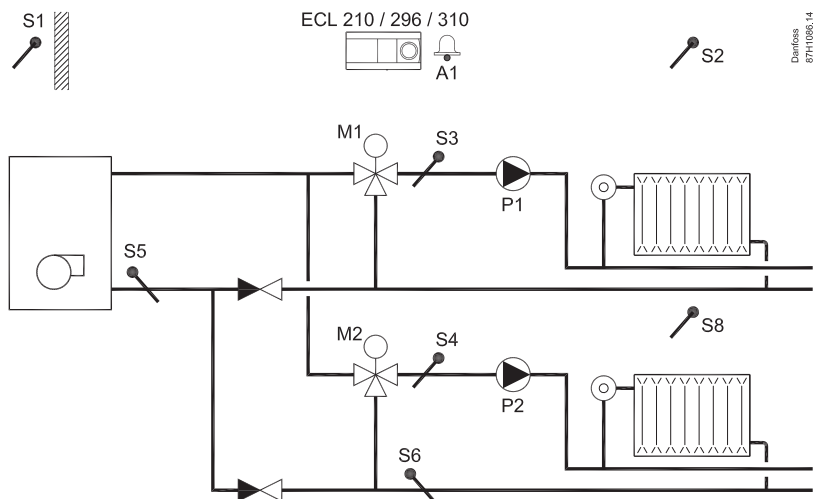 S1
ECL 210 / 296 / 310
A1
S2
Danfoss
87H1086.14
M1
S3
P1
S5
M2
S4
S8
P2
S6